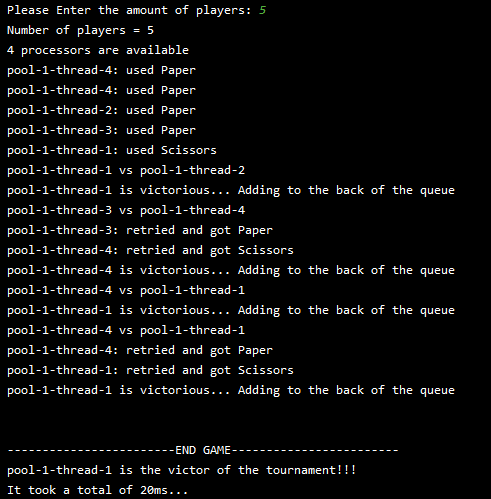 Please Enter the amount of players: 5
Number of players = 5
4 processors are available
pool-1-thread-4: used Paper
pool-1-thread-4: used Paper
pool-1-thread-2: used Paper
pool-1-thread-3: used Paper
pool-1-thread-1: used Scissors
pool-1-thread-1 vs pool-1-thread-2
pool-1-thread-1 is victorious... Adding to the back of the queue
pool-1-thread-3 vs pool-1-thread-4
pool-1-thread-3: retried and got Paper
pool-1-thread-4: retried and got Scissors
pool-1-thread-4 is victorious... Adding to the back of the queue
pool-1-thread-4 vs pool-1-thread-1
pool-1-thread-1 is victorious... Adding to the back of the queue
pool-1-thread-4 vs pool-1-thread-1
pool-1-thread-4: retried and got Paper
pool-1-thread-1: retried and got Scissors
pool-1-thread-1 is victorious... Adding to the back of the queue
------------------------END GAME------------------------
pool-1-thread-1 is the victor of the tournament!!!
It took a total of 20ms...